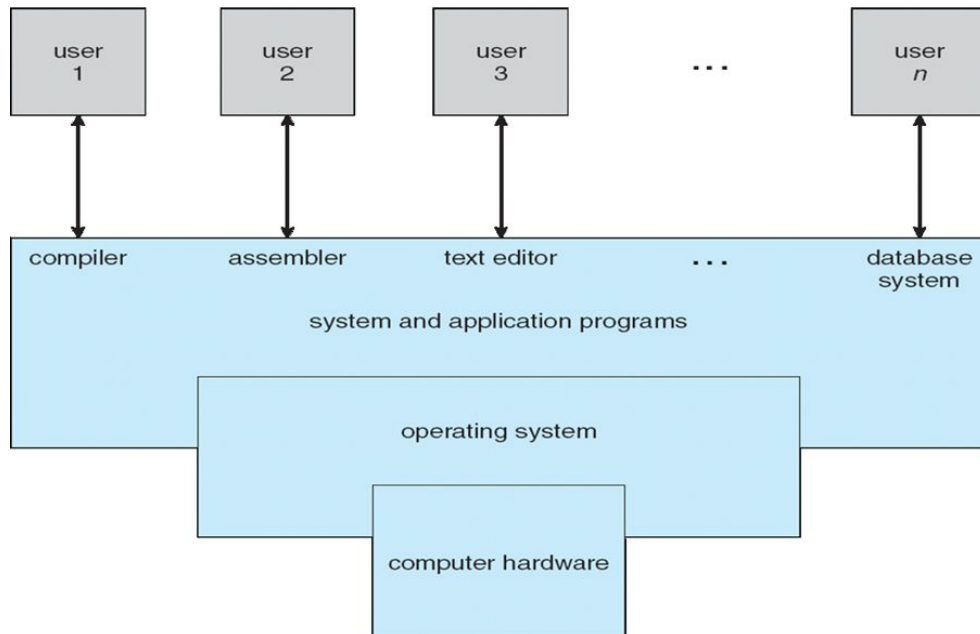 user
1
user
2
user
3
...
user
n
compiler
assembler
text editor
...
database
system
system and application programs
operating system
computer hardware